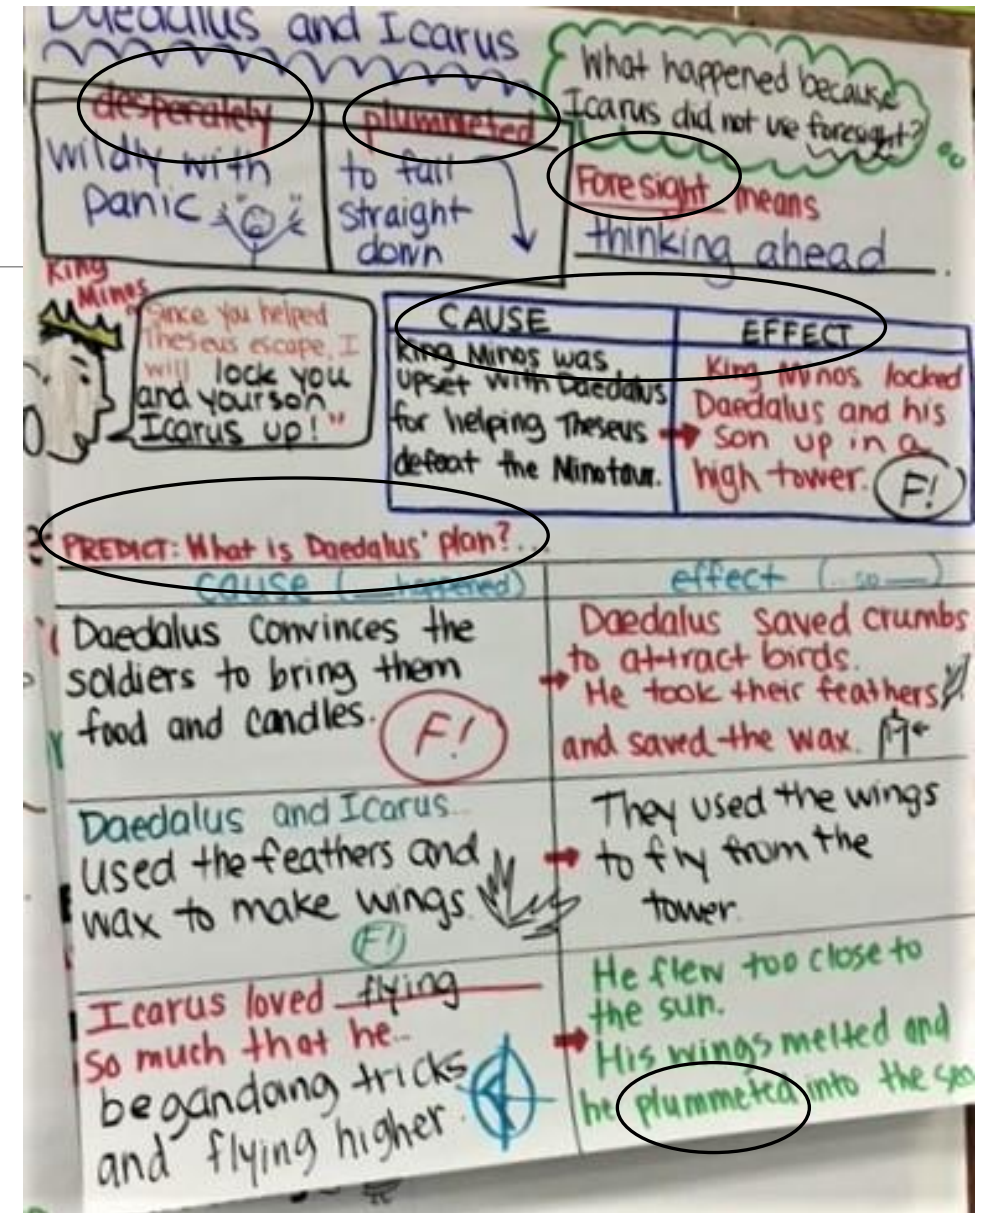 Daedalus and Icarus
What happened because
Icarus did not use foresight?
desperately
wildly with
panic
plummeted
to fall
straight
down
Foresight means
thinking ahead.
King
Minos
"Since you helped
Theseus escape, I
will lock you
and your son
Icarus up!"
CAUSE
King Minos was
upset with Daedalus
for helping Theseus
defeat the Minotaur.
EFFECT
King Minos locked
Daedalus and his
son up in a
high tower.
F!
PREDICT: What is Daedalus' plan?...
cause (__happened)
effect (...so __)
Daedalus convinces the
soldiers to bring them
food and candles.
F!
Daedalus saved crumbs
to attract birds.
He took their feathers
and saved the wax.
Daedalus and Icarus...
used the feathers and
wax to make wings.
F!
They used the wings
to fly from the
tower.
Icarus loved flying
so much that he...
began doing tricks
and flying higher.
He flew too close to
the sun.
His wings melted and
he plummeted into the sea